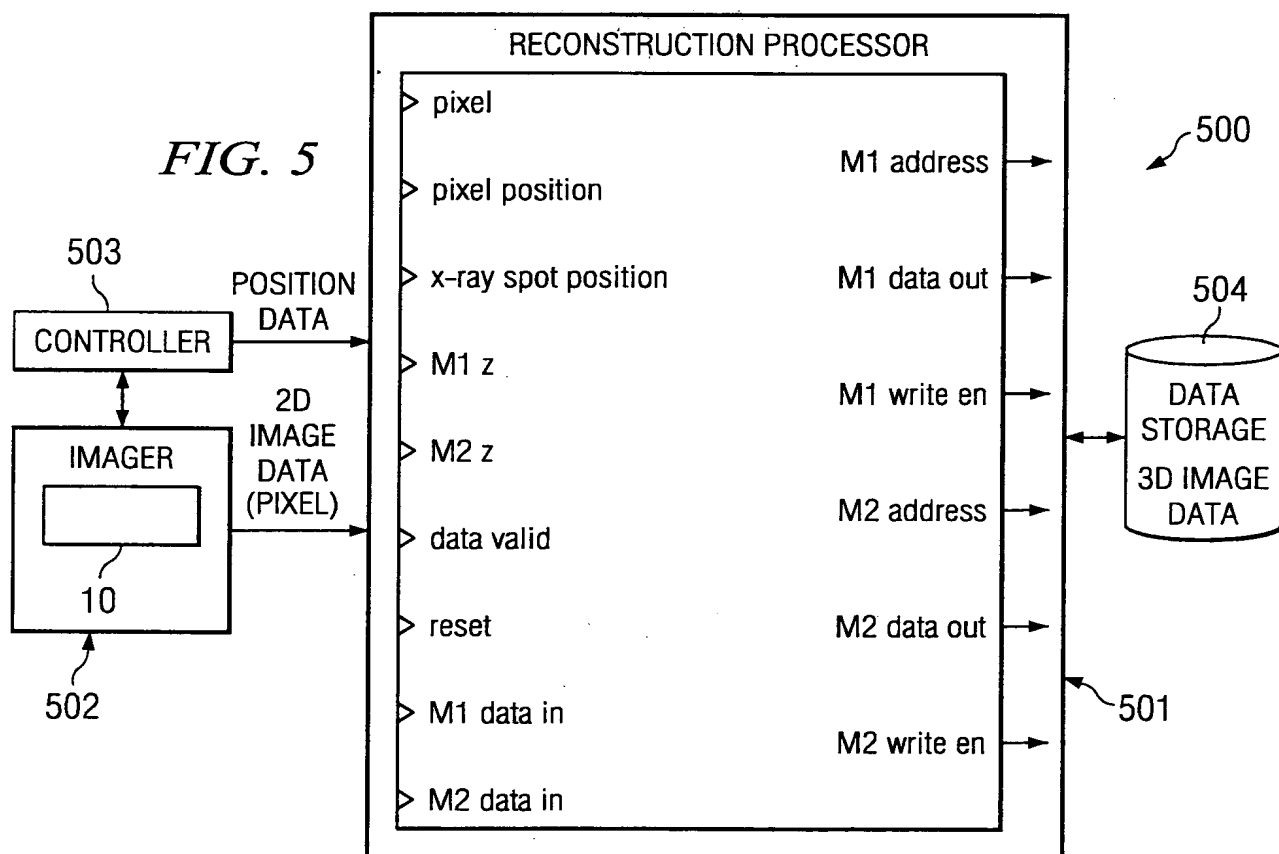 RECONSTRUCTION PROCESSOR
FIG. 5
500
pixel
pixel position
x-ray spot position
M1 z
M2 z
data valid
reset
M1 data in
M2 data in
M1 address
M1 data out
M1 write en
M2 address
M2 data out
M2 write en
503
CONTROLLER
POSITION
DATA
2D
IMAGE
DATA
(PIXEL)
IMAGER
10
502
504
DATA
STORAGE
3D IMAGE
DATA
501